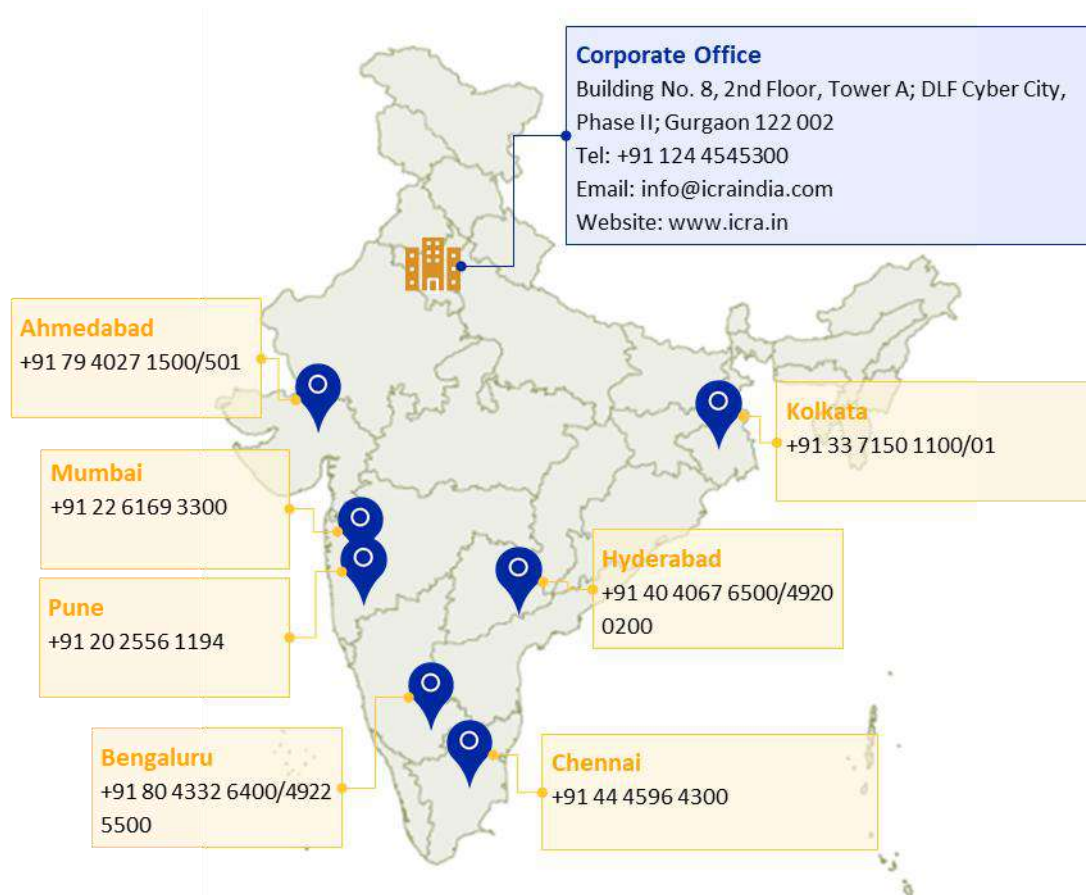 Corporate Office
Building No. 8, 2nd Floor, Tower A; DLF Cyber City,
Phase II; Gurgaon 122 002
Tel: +91 124 4545300
Email: info@icraindia.com
Website: www.icra.in
Ahmedabad
+91 79 4027 1500/501
Kolkata
+91 33 7150 1100/01
Mumbai
+91 22 6169 3300
Hyderabad
+91 40 4067 6500/4920
0200
Pune
+91 20 2556 1194
Bengaluru
+91 80 4332 6400/4922
5500
Chennai
+91 44 4596 4300